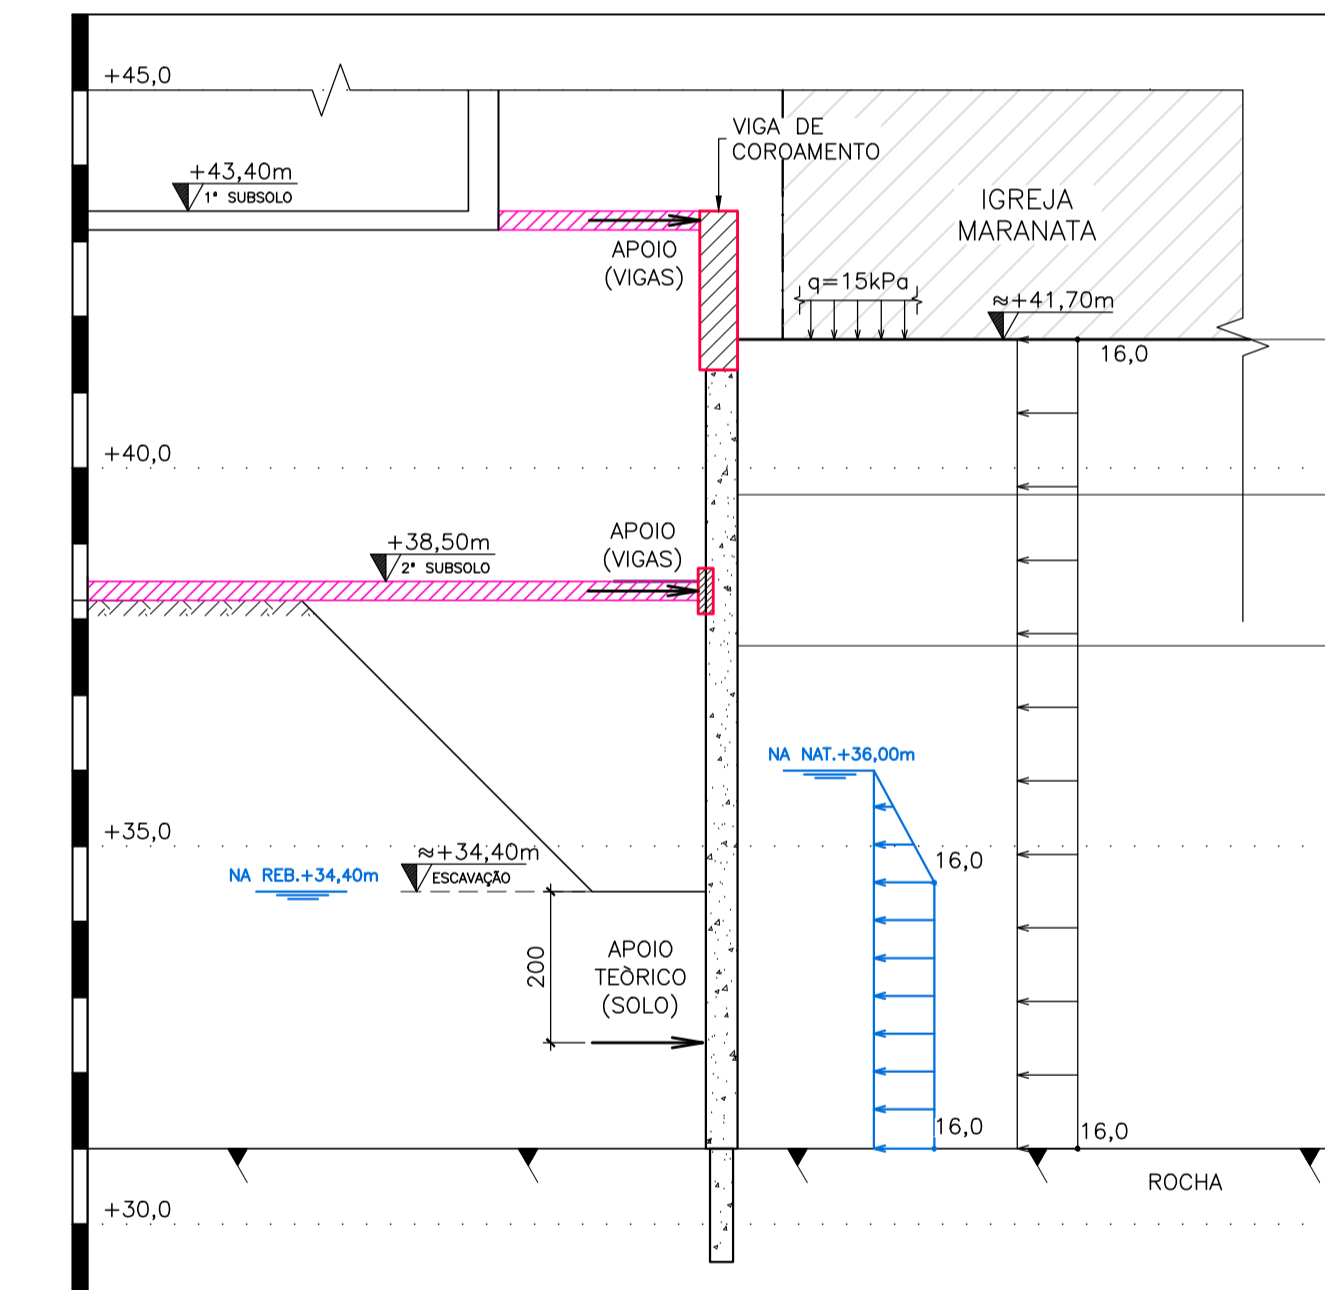 +45,0
VIGA DE
COROAMENTO
+43,40m
1° SUBSOLO
IGREJA
MARANATA
APOIO
(VIGAS)
q=15kPa
≈+41,70m
16,0
+40,0
APOIO
(VIGAS)
+38,50m
2° SUBSOLO
NA NAT.+36,00m
+35,0
≈+34,40m
ESCAVAÇÃO
NA REB.+34,40m
16,0
200
APOIO
TEÒRICO
(SOLO)
16,0
16,0
ROCHA
+30,0